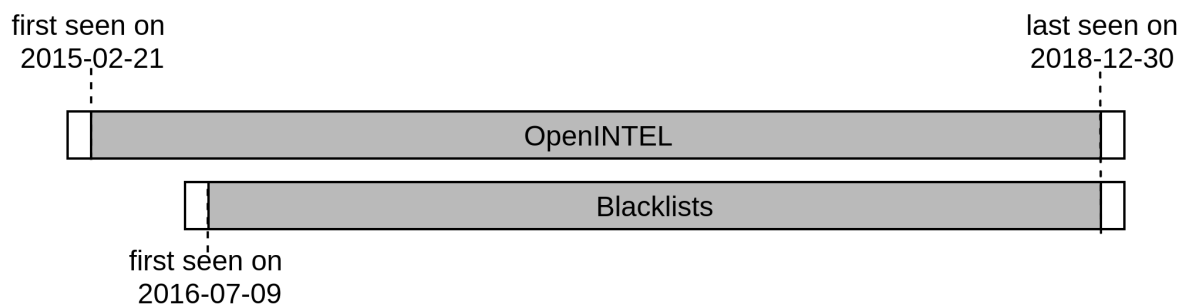 first seen on
2015-02-21
last seen on
2018-12-30
OpenINTEL
Blacklists
first seen on
2016-07-09